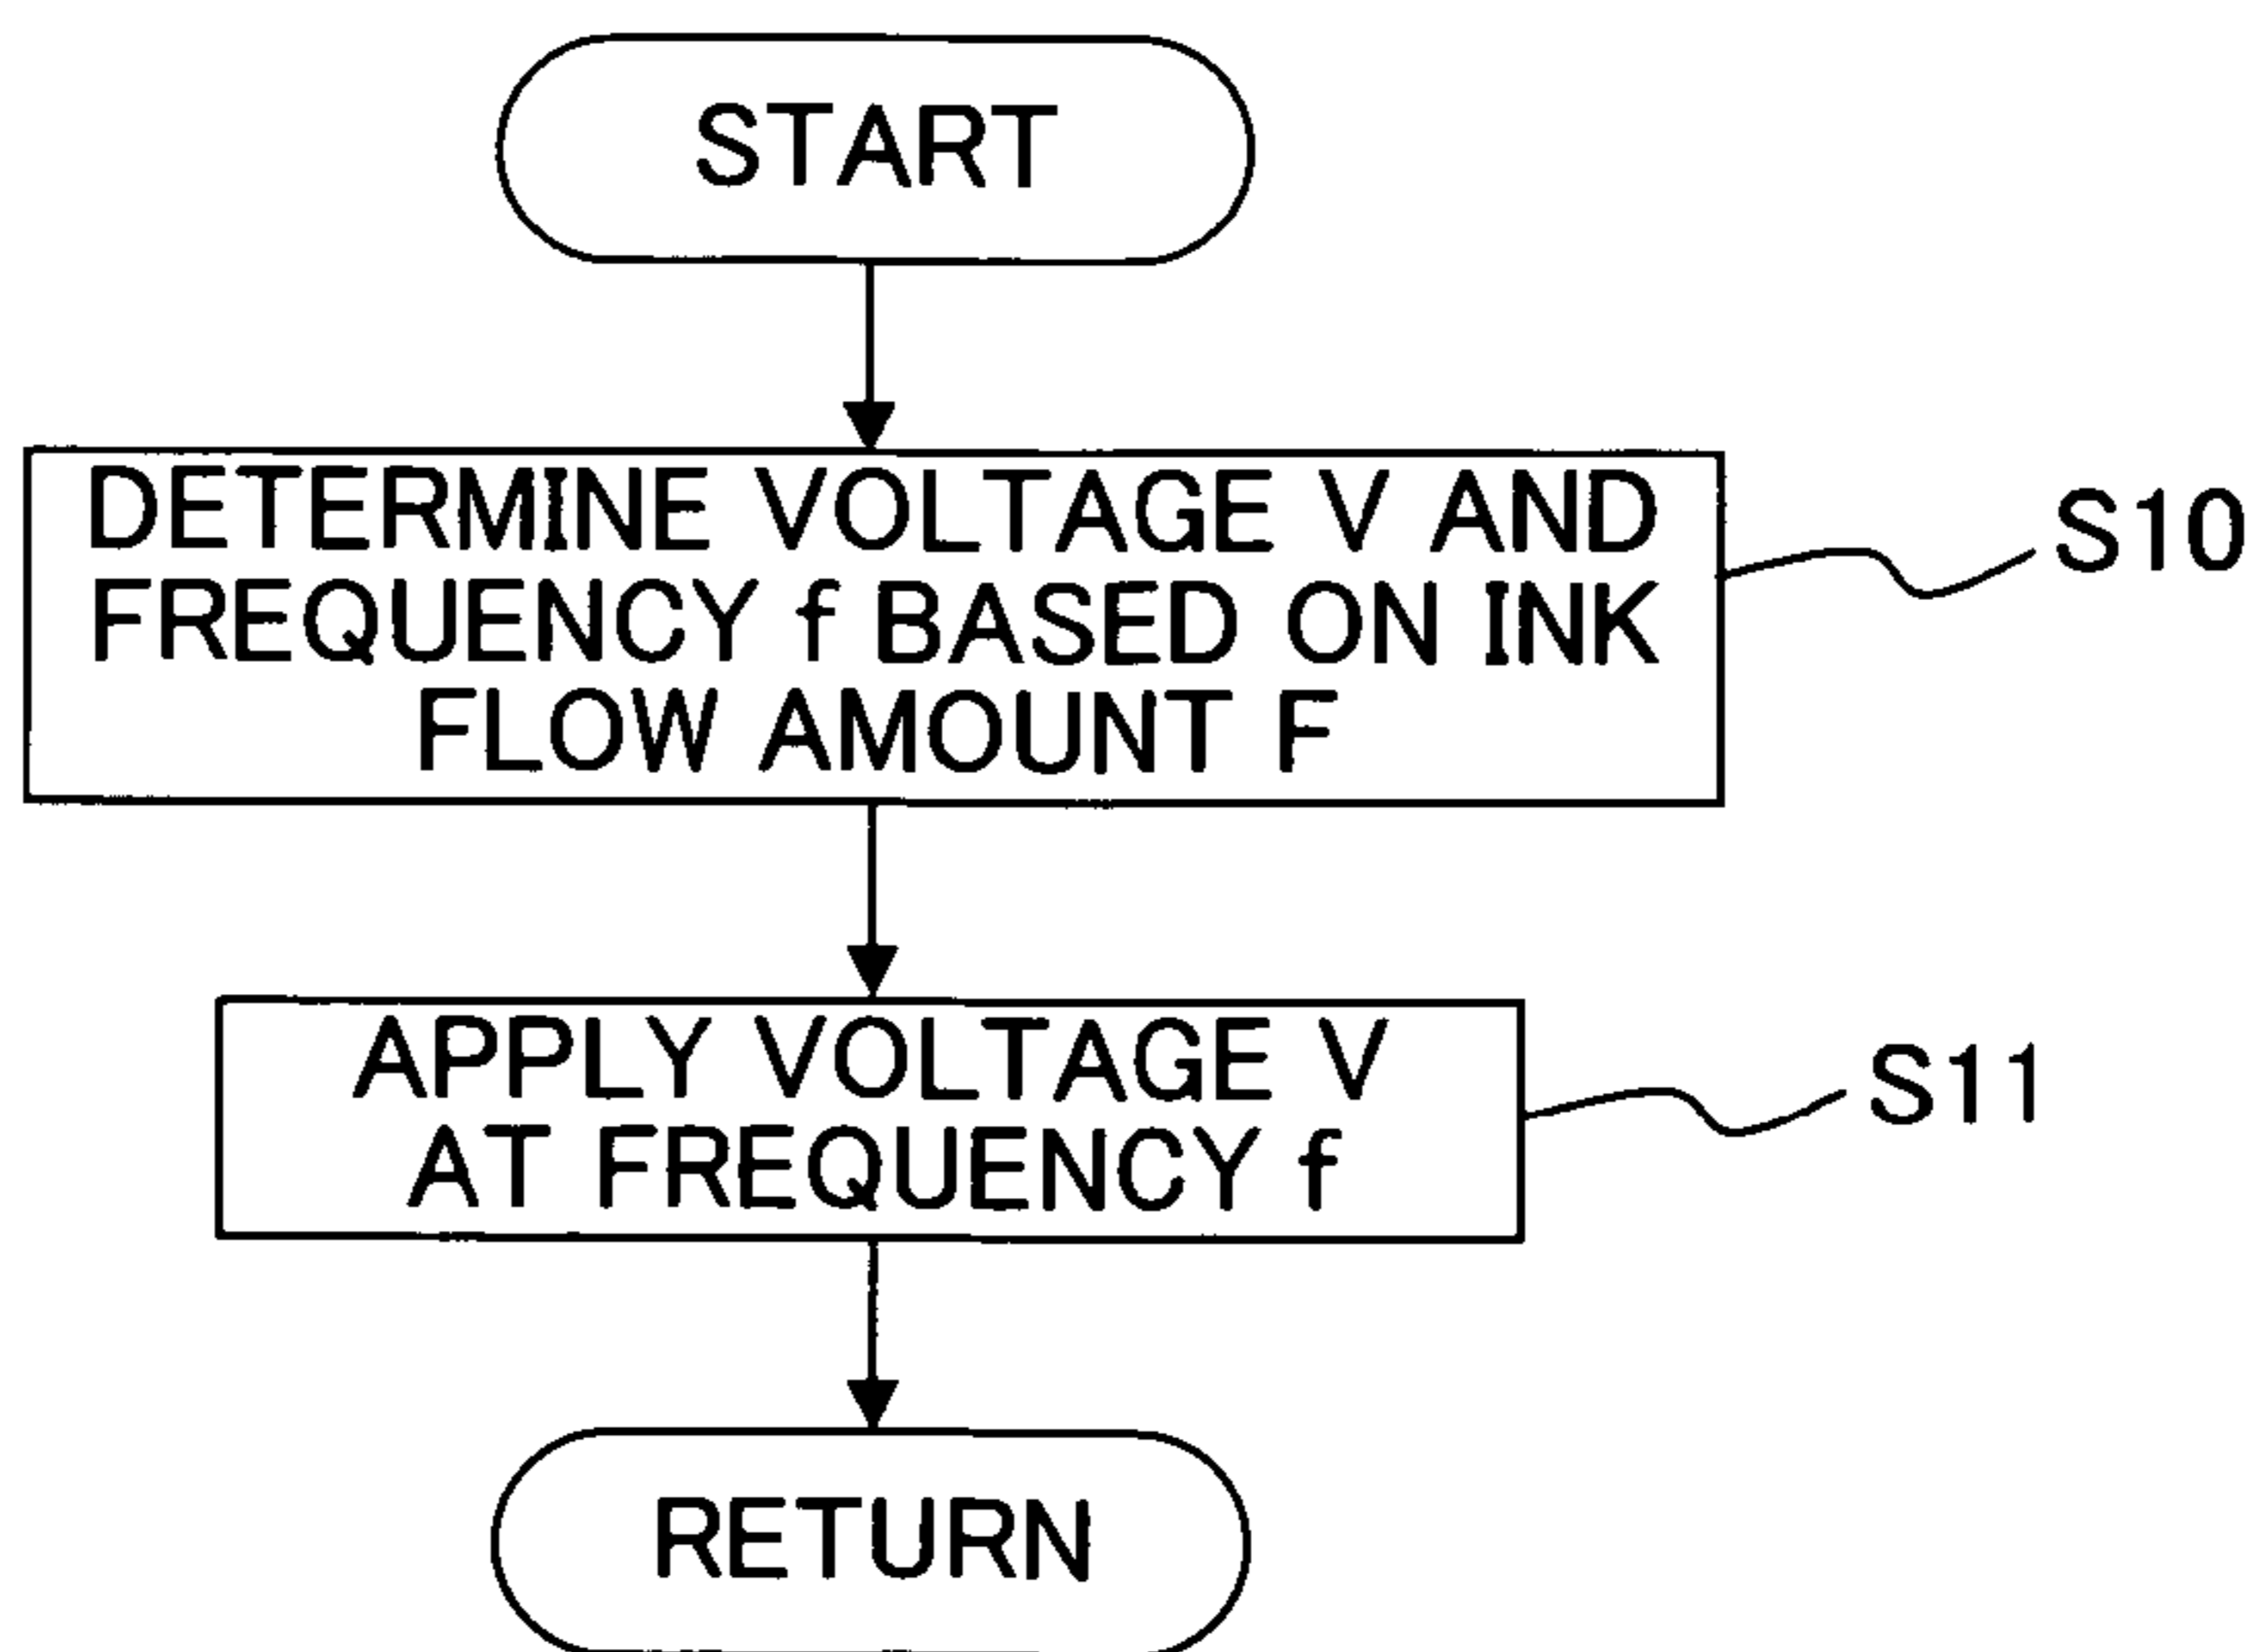 START
DETERMINE VOLTAGE V AND
FREQUENCY f BASED ON INK
FLOW AMOUNT F
S10
APPLY VOLTAGE V
AT FREQUENCY f
S11
RETURN